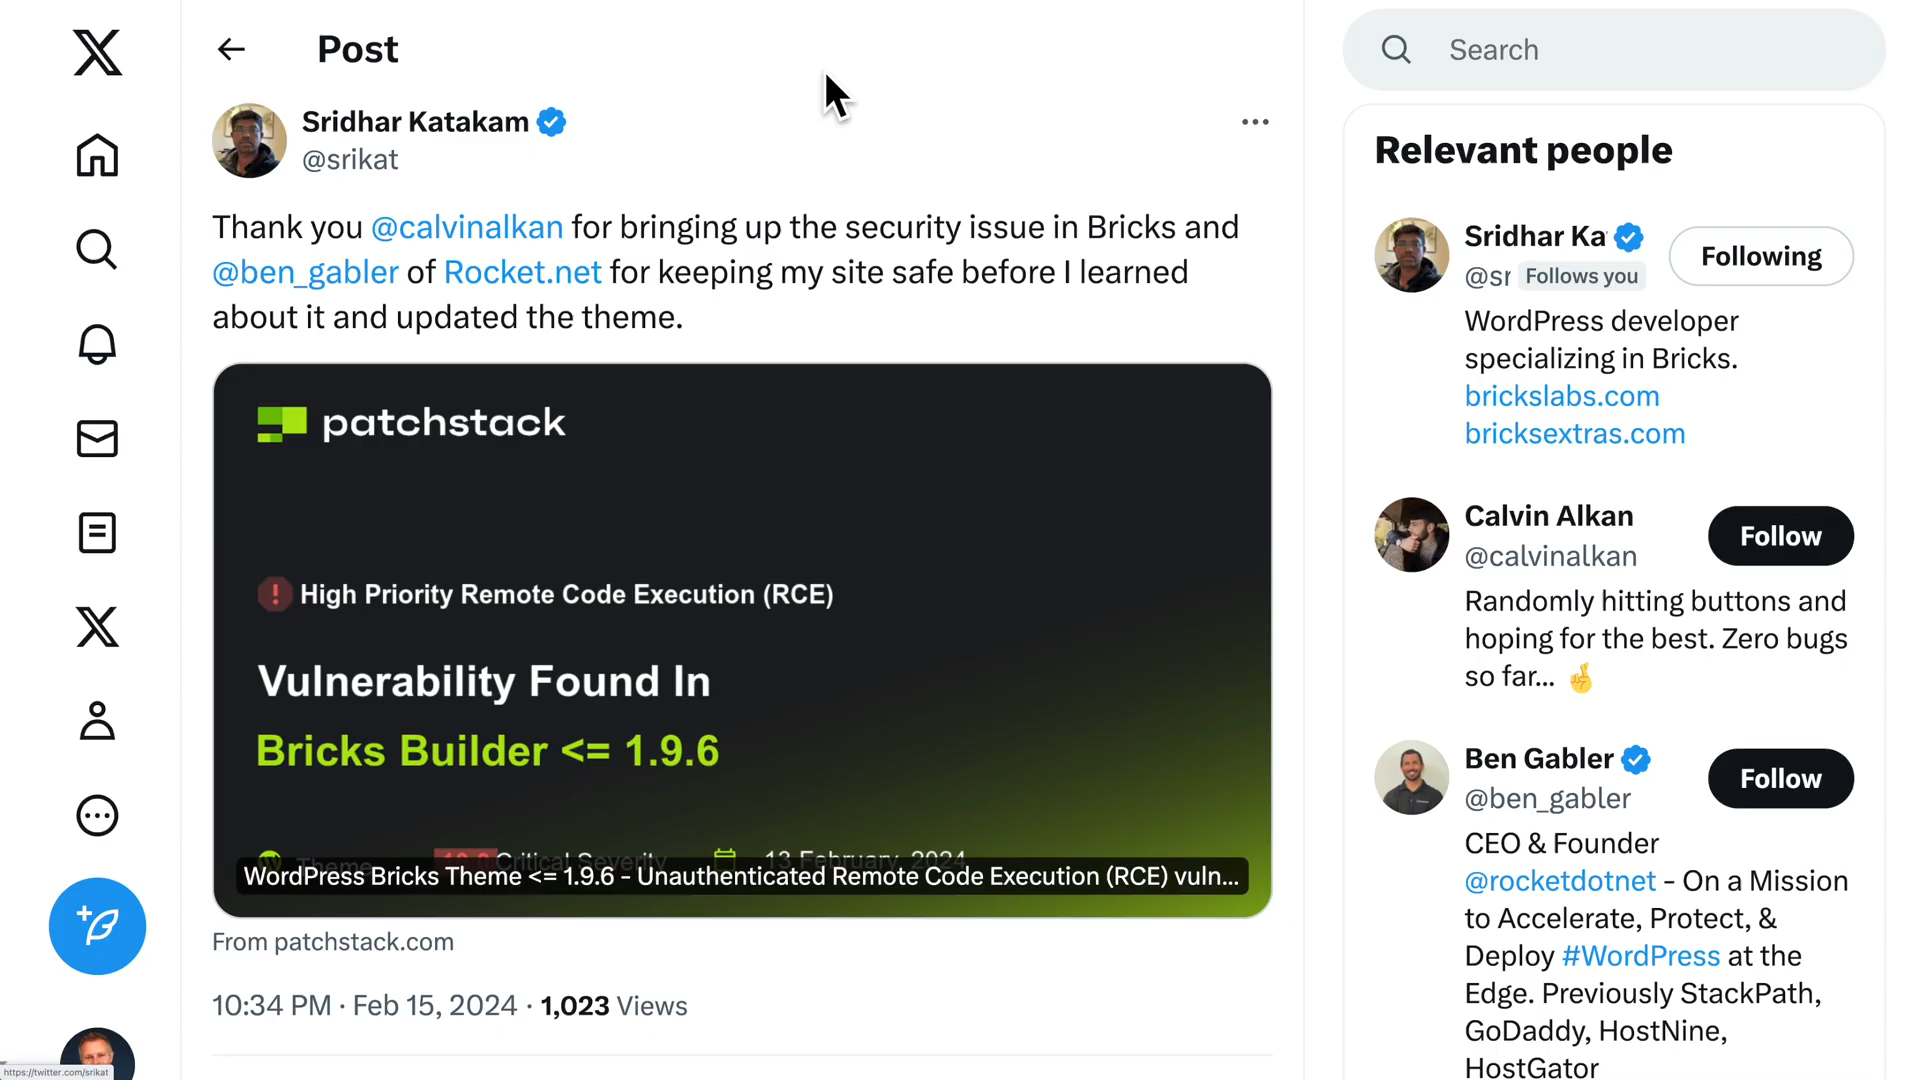 Post
Sridhar Katakam
@srikat
Thank you @calvinalkan for bringing up the security issue in Bricks and
@ben_gabler of Rocket.net for keeping my site safe before I learned
about it and updated the theme.
patchstack
! High Priority Remote Code Execution (RCE)
Vulnerability Found In
Bricks Builder <= 1.9.6
Theme 10.0 Critical Severity 13 February, 2024
WordPress Bricks Theme <= 1.9.6 - Unauthenticated Remote Code Execution (RCE) vuln...
From patchstack.com
10:34 PM · Feb 15, 2024 · 1,023 Views
https://twitter.com/srikat
Search
Relevant people
Sridhar Ka
@sr Follows you
Following
WordPress developer
specializing in Bricks.
brickslabs.com
bricksextras.com
Calvin Alkan
@calvinalkan
Follow
Randomly hitting buttons and
hoping for the best. Zero bugs
so far... 🤞
Ben Gabler
@ben_gabler
Follow
CEO & Founder
@rocketdotnet - On a Mission
to Accelerate, Protect, &
Deploy #WordPress at the
Edge. Previously StackPath,
GoDaddy, HostNine,
HostGator